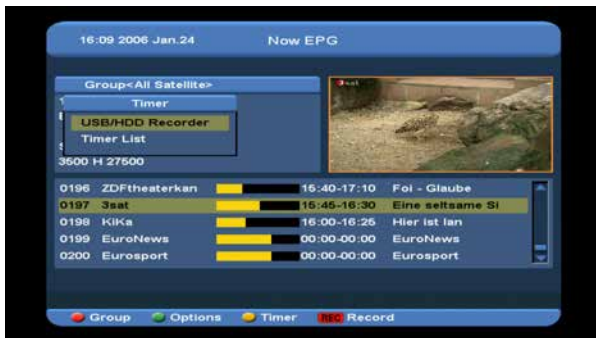 16:09 2006 Jan.24 Now EPG
Group<All Satellite>
3sat
Timer
USB/HDD Recorder
Timer List
3500 H 27500
0196 ZDFtheaterkan 15:40-17:10 Foi - Glaube
0197 3sat 15:45-16:30 Eine seltsame Si
0198 KiKa 16:00-16:25 Hier ist Ian
0199 EuroNews 00:00-00:00 EuroNews
0200 Eurosport 00:00-00:00 Eurosport
Group Options Timer REC Record